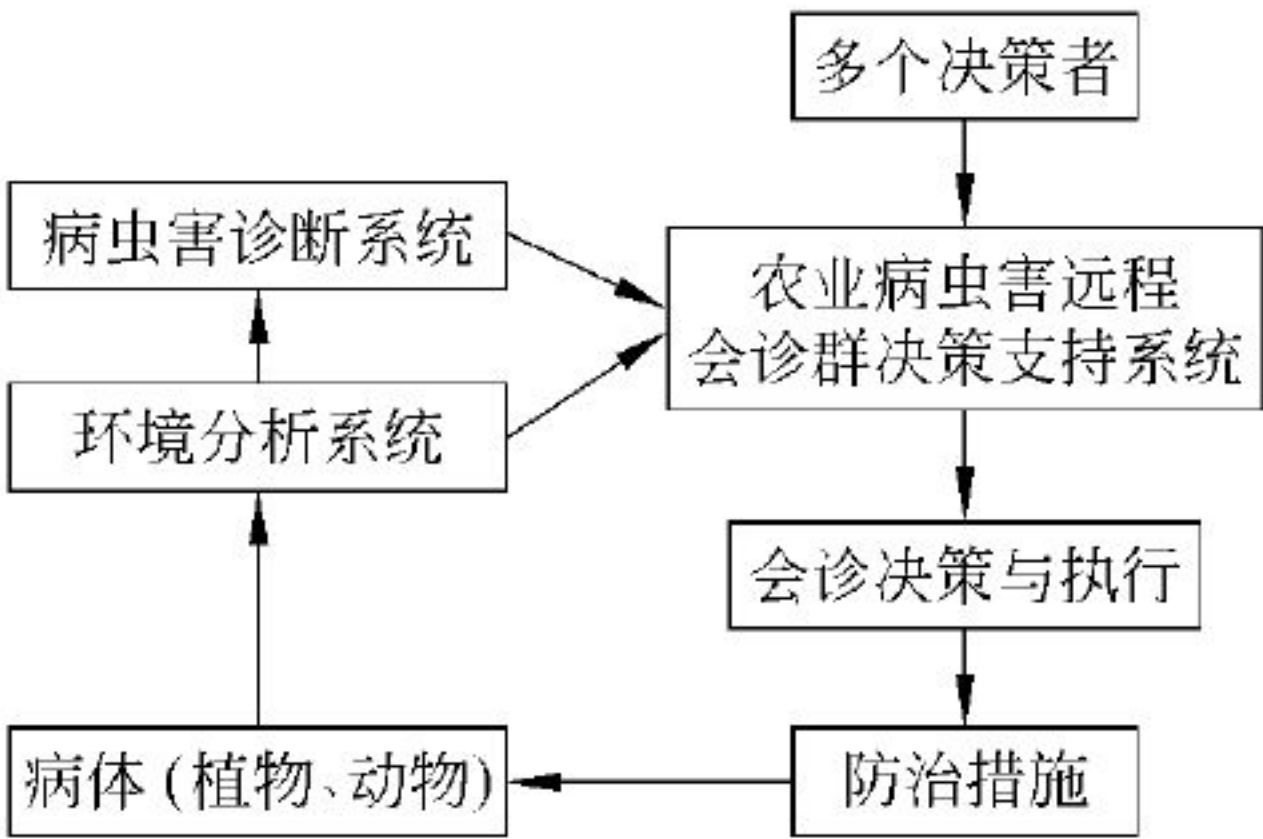 多个决策者
病虫害诊断系统
农业病虫害远程
会诊群决策支持系统
环境分析系统
会诊决策与执行
病体(植物、动物)
防治措施